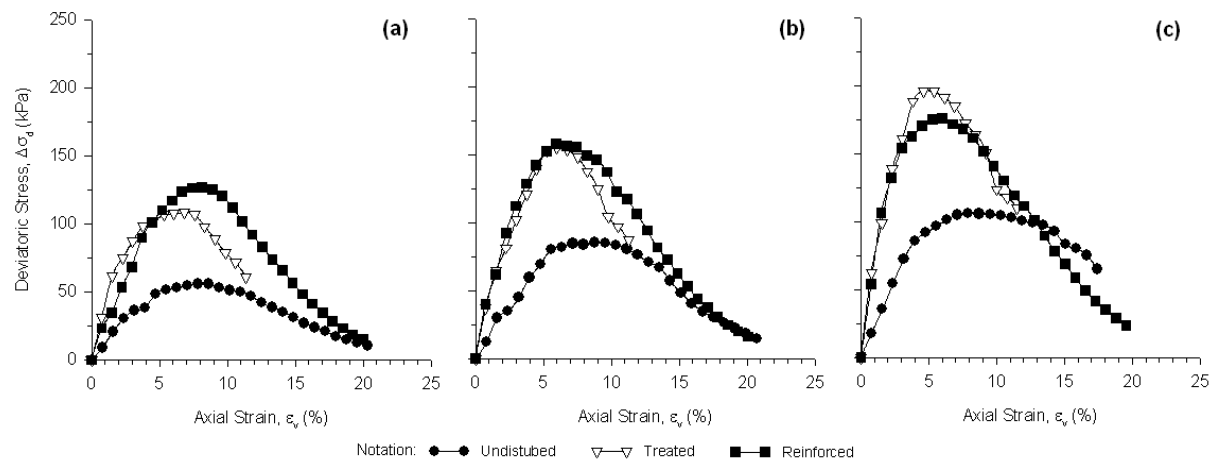 (a)
(b)
(c)
Deviatoric Stress, Δσd (kPa)
250
200
150
100
50
0
0 5 10 15 20 25
0 5 10 15 20 25
0 5 10 15 20 25
Axial Strain, εv (%)
Axial Strain, εv (%)
Axial Strain, εv (%)
Notation: Undistubed Treated Reinforced